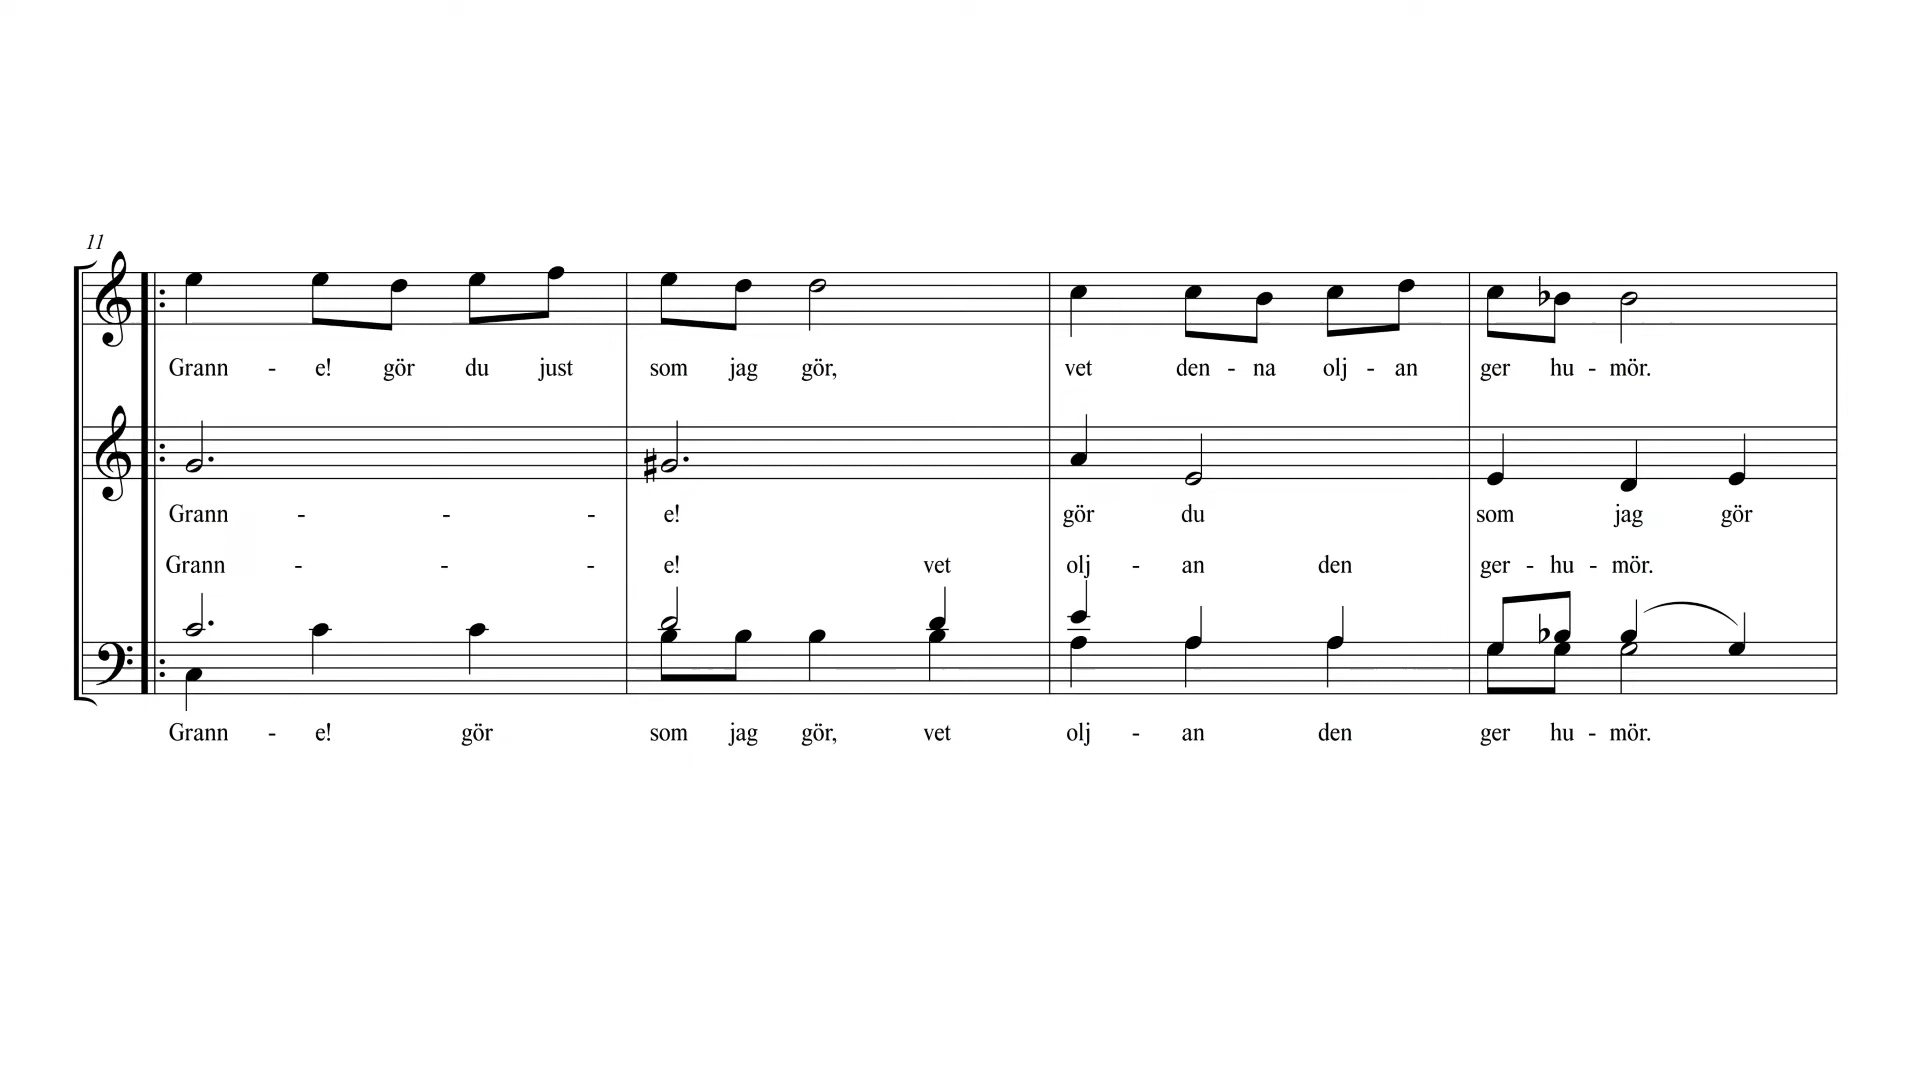 11
Grann - e! gör du just som jag gör, vet den - na olj - an ger hu - mör.
Grann - - - e! gör du som jag gör
Grann - - - e! vet olj - an den ger - hu - mör.
Grann - e! gör som jag gör, vet olj - an den ger hu - mör.